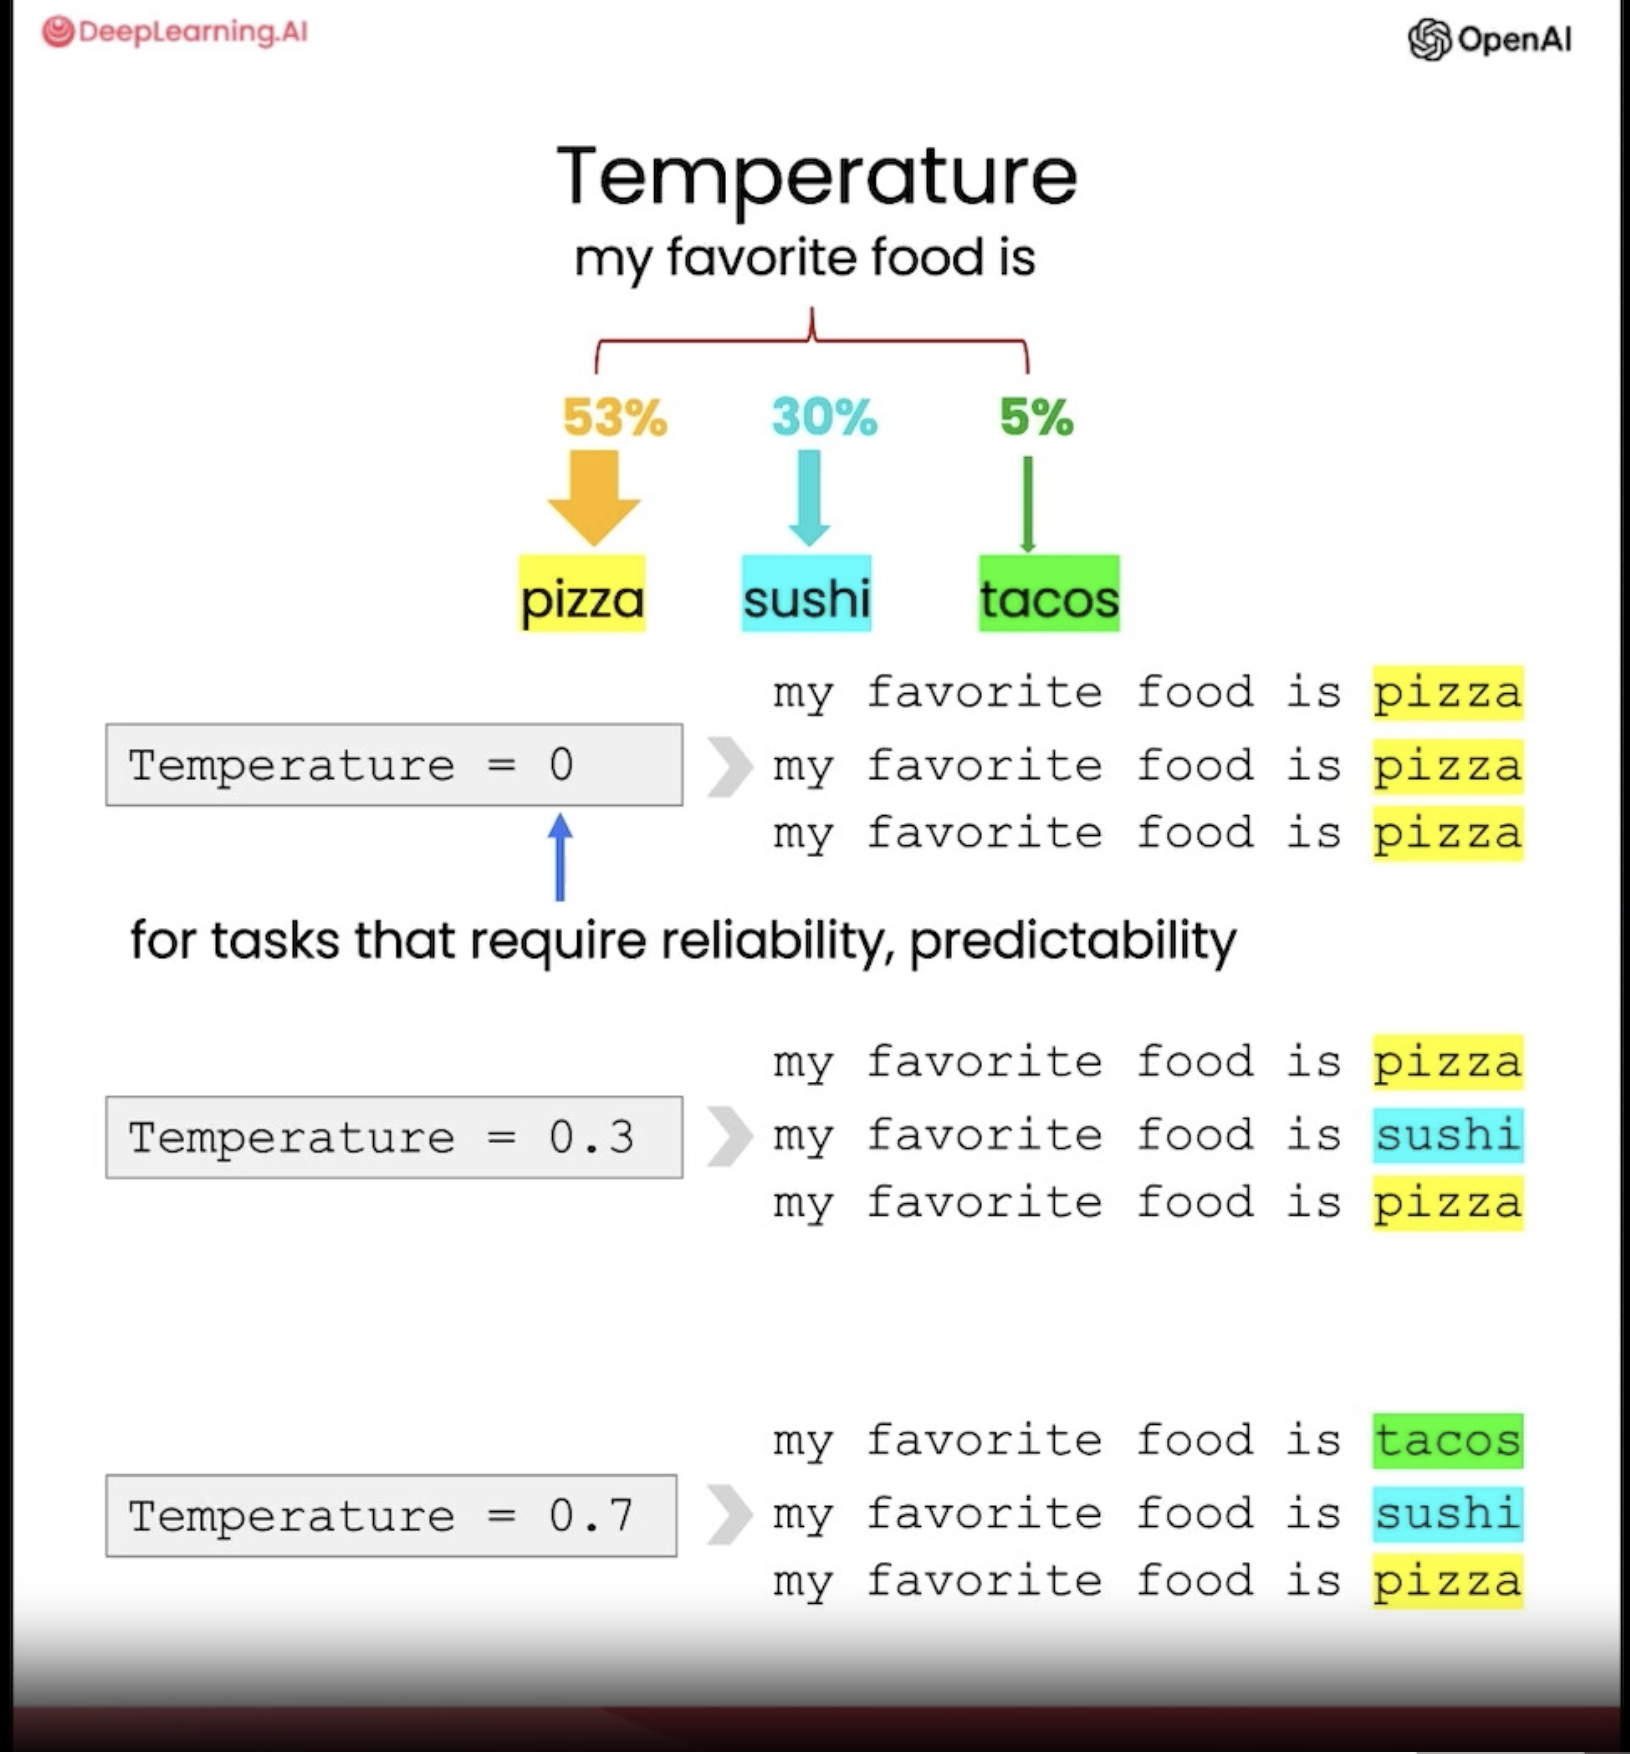 DeepLearning.AI
OpenAI
Temperature
my favorite food is
53% 30% 5%
pizza sushi tacos
my favorite food is pizza
Temperature = 0
my favorite food is pizza
my favorite food is pizza
for tasks that require reliability, predictability
my favorite food is pizza
Temperature = 0.3
my favorite food is sushi
my favorite food is pizza
my favorite food is tacos
Temperature = 0.7
my favorite food is sushi
my favorite food is pizza